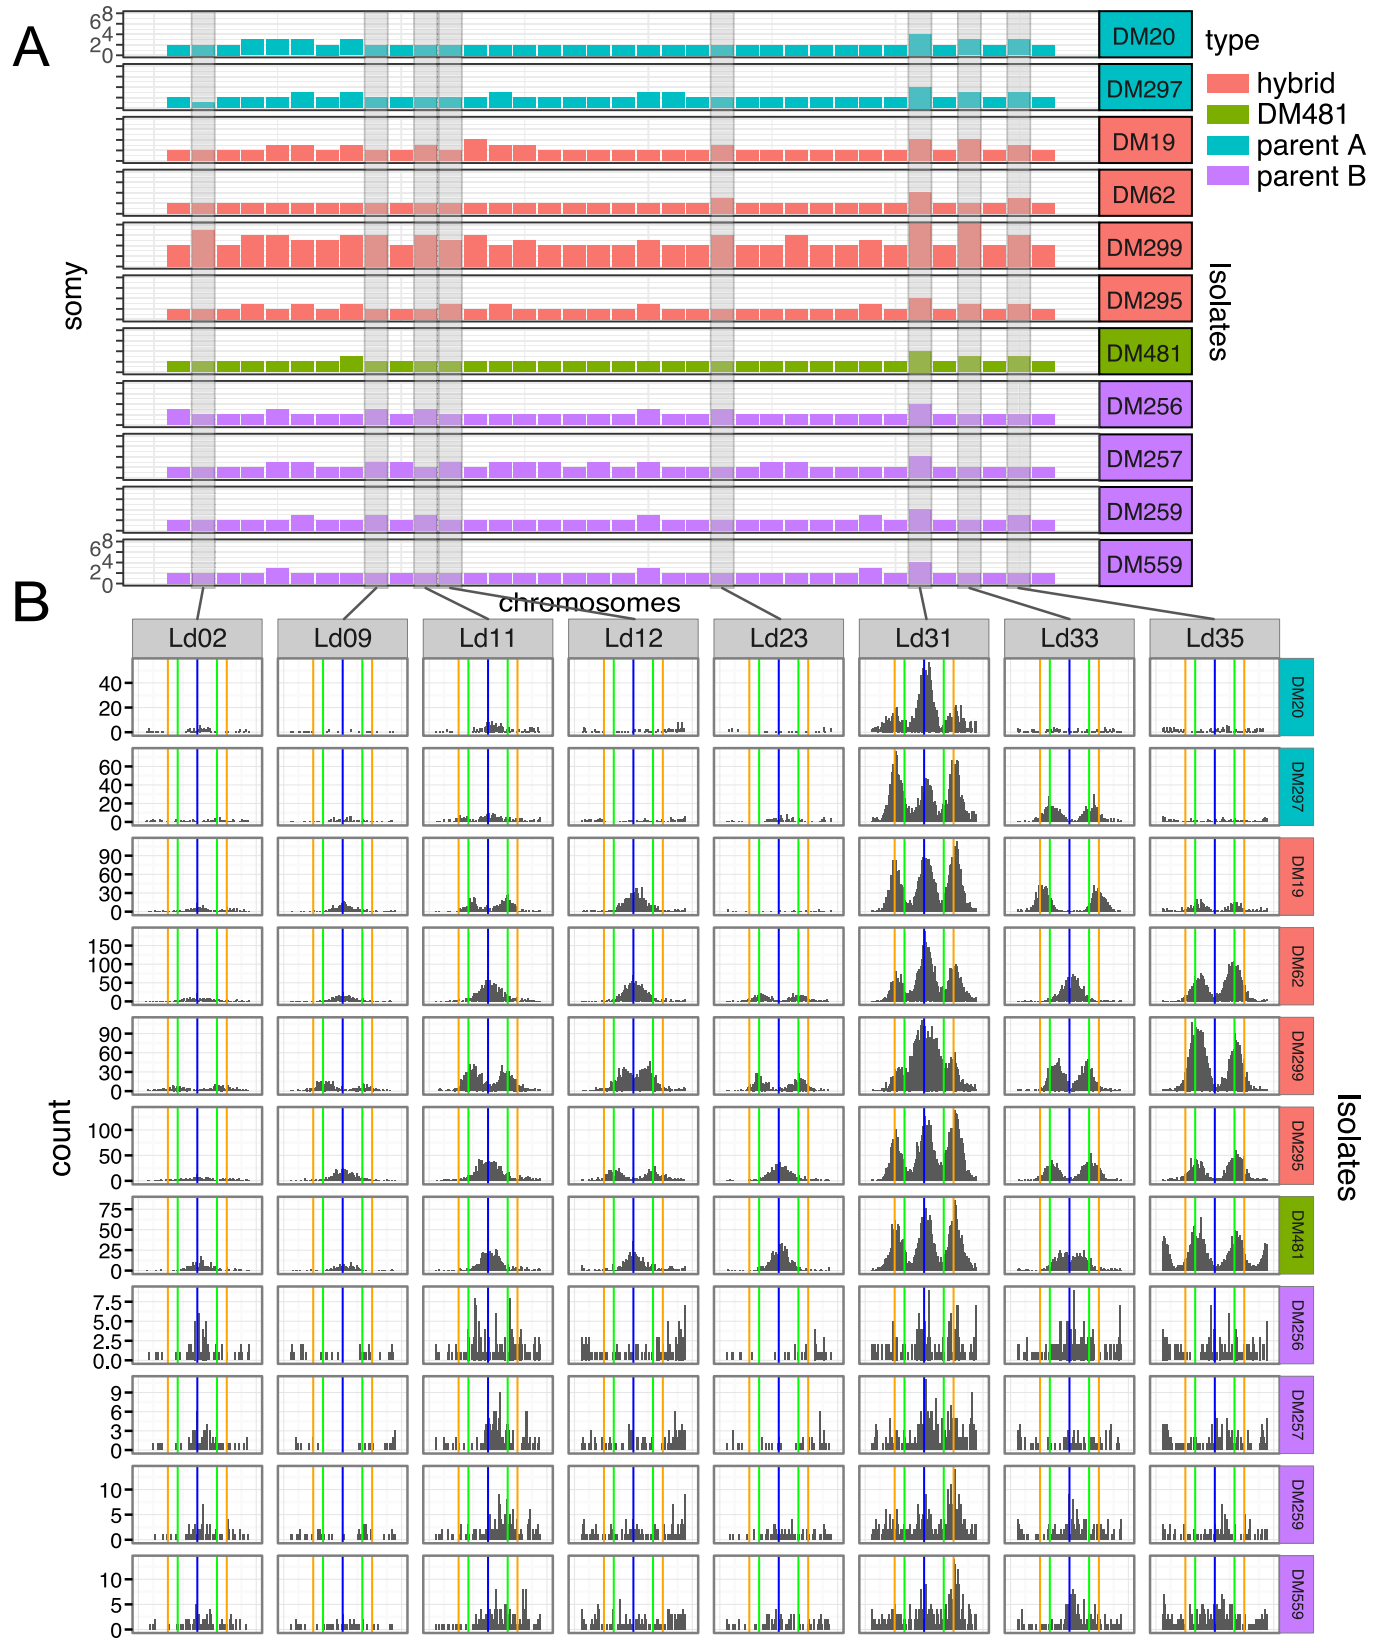 A
8
6
4
2
0
DM20
DM297
DM19
DM62
DM299
DM295
DM481
DM256
DM257
DM259
8
6
4
2
0
DM559
somy
Isolates
chromosomes
type
hybrid
DM481
parent A
parent B
B
Ld02 Ld09 Ld11 Ld12 Ld23 Ld31 Ld33 Ld35
40
20
0
DM20
60
40
20
0
DM297
90
60
30
0
DM19
150
100
50
0
DM62
90
60
30
0
DM299
100
50
0
DM295
75
50
25
0
DM481
7.5
5.0
2.5
0.0
DM256
9
6
3
0
DM257
10
5
0
DM259
10
5
0
DM559
count
Isolates